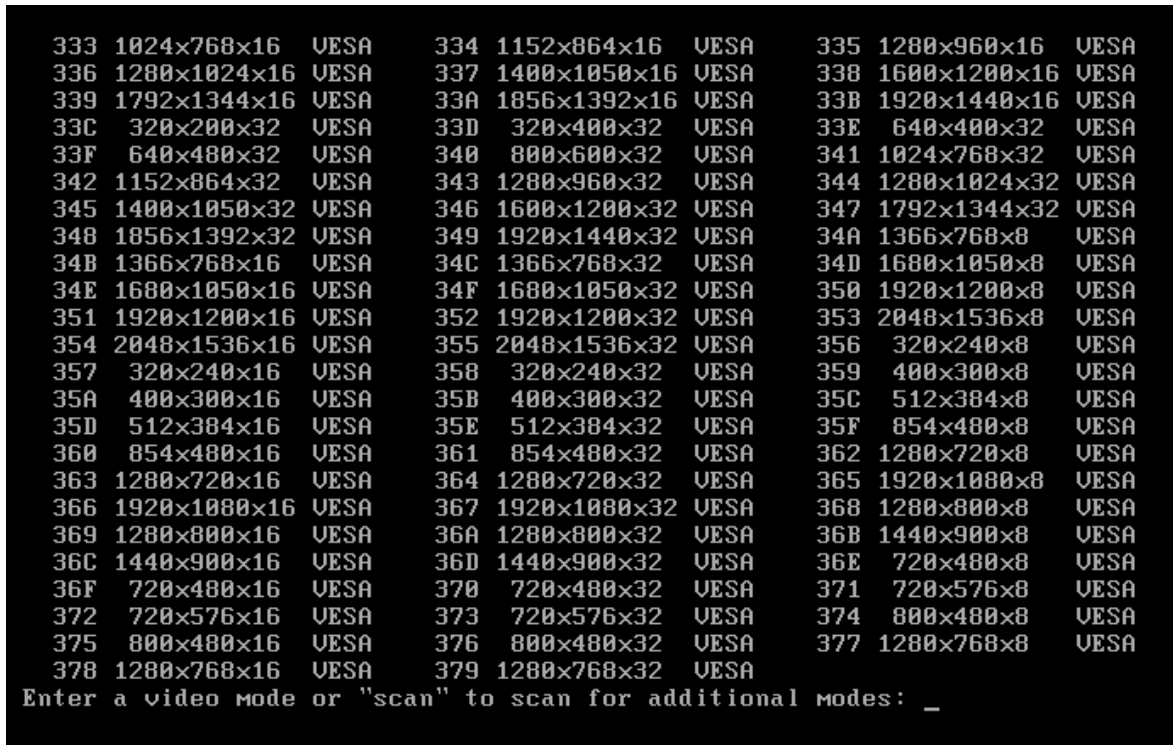 333 1024x768x16 VESA 334 1152x864x16 VESA 335 1280x960x16 VESA
336 1280x1024x16 VESA 337 1400x1050x16 VESA 338 1600x1200x16 VESA
339 1792x1344x16 VESA 33A 1856x1392x16 VESA 33B 1920x1440x16 VESA
33C 320x200x32 VESA 33D 320x400x32 VESA 33E 640x400x32 VESA
33F 640x480x32 VESA 340 800x600x32 VESA 341 1024x768x32 VESA
342 1152x864x32 VESA 343 1280x960x32 VESA 344 1280x1024x32 VESA
345 1400x1050x32 VESA 346 1600x1200x32 VESA 347 1792x1344x32 VESA
348 1856x1392x32 VESA 349 1920x1440x32 VESA 34A 1366x768x8 VESA
34B 1366x768x16 VESA 34C 1366x768x32 VESA 34D 1680x1050x8 VESA
34E 1680x1050x16 VESA 34F 1680x1050x32 VESA 350 1920x1200x8 VESA
351 1920x1200x16 VESA 352 1920x1200x32 VESA 353 2048x1536x8 VESA
354 2048x1536x16 VESA 355 2048x1536x32 VESA 356 320x240x8 VESA
357 320x240x16 VESA 358 320x240x32 VESA 359 400x300x8 VESA
35A 400x300x16 VESA 35B 400x300x32 VESA 35C 512x384x8 VESA
35D 512x384x16 VESA 35E 512x384x32 VESA 35F 854x480x8 VESA
360 854x480x16 VESA 361 854x480x32 VESA 362 1280x720x8 VESA
363 1280x720x16 VESA 364 1280x720x32 VESA 365 1920x1080x8 VESA
366 1920x1080x16 VESA 367 1920x1080x32 VESA 368 1280x800x8 VESA
369 1280x800x16 VESA 36A 1280x800x32 VESA 36B 1440x900x8 VESA
36C 1440x900x16 VESA 36D 1440x900x32 VESA 36E 720x480x8 VESA
36F 720x480x16 VESA 370 720x480x32 VESA 371 720x576x8 VESA
372 720x576x16 VESA 373 720x576x32 VESA 374 800x480x8 VESA
375 800x480x16 VESA 376 800x480x32 VESA 377 1280x768x8 VESA
378 1280x768x16 VESA 379 1280x768x32 VESA
Enter a video mode or "scan" to scan for additional modes: _